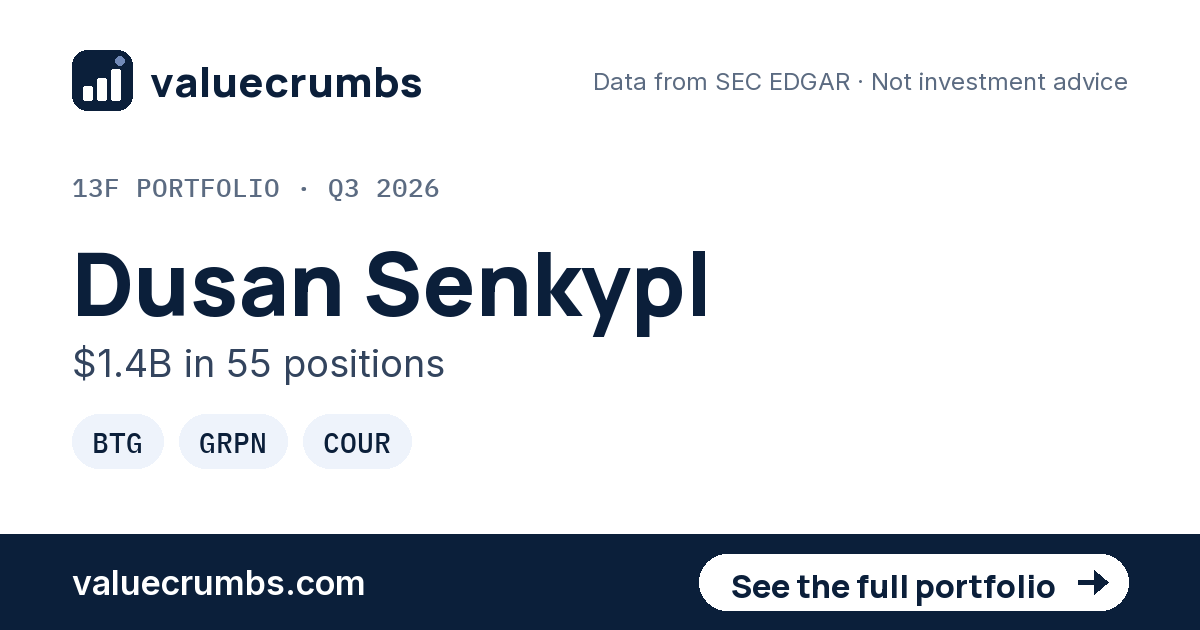 valuecrumbs
Data from SEC EDGAR · Not investment advice
13F PORTFOLIO · Q3 2026
Dusan Senkypl
$1.4B in 55 positions
BTG GRPN COUR
valuecrumbs.com
See the full portfolio →